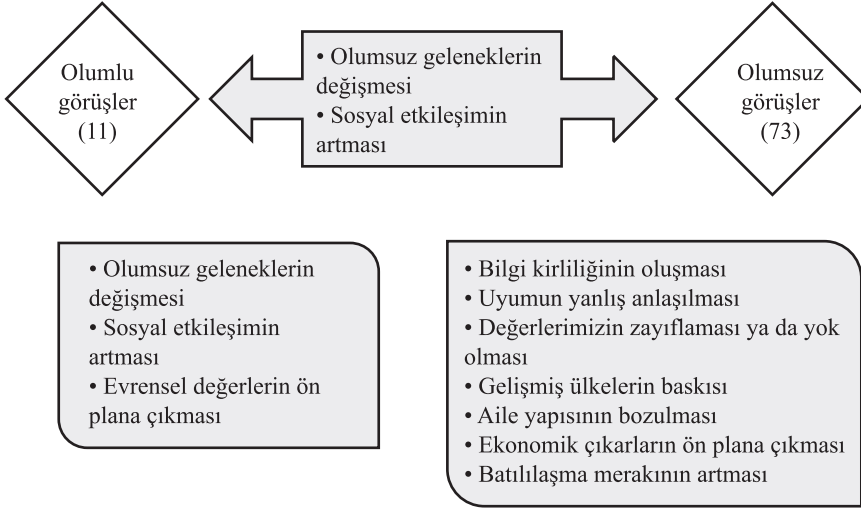 Olumlu
görüşler
(11)
• Olumsuz geleneklerin
değişmesi
• Sosyal etkileşimin
artması
Olumsuz
görüşler
(73)
• Olumsuz geleneklerin
değişmesi
• Sosyal etkileşimin
artması
• Evrensel değerlerin ön
plana çıkması
• Bilgi kirliliğinin oluşması
• Uyumun yanlış anlaşılması
• Değerlerimizin zayıflaması ya da yok
olması
• Gelişmiş ülkelerin baskısı
• Aile yapısının bozulması
• Ekonomik çıkarların ön plana çıkması
• Batılılaşma merakının artması